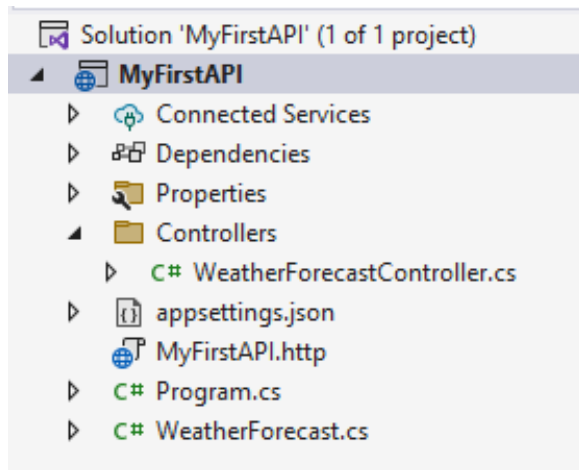 Solution 'MyFirstAPI' (1 of 1 project)
MyFirstAPI
Connected Services
Dependencies
Properties
Controllers
C# WeatherForecastController.cs
appsettings.json
MyFirstAPI.http
C# Program.cs
C# WeatherForecast.cs